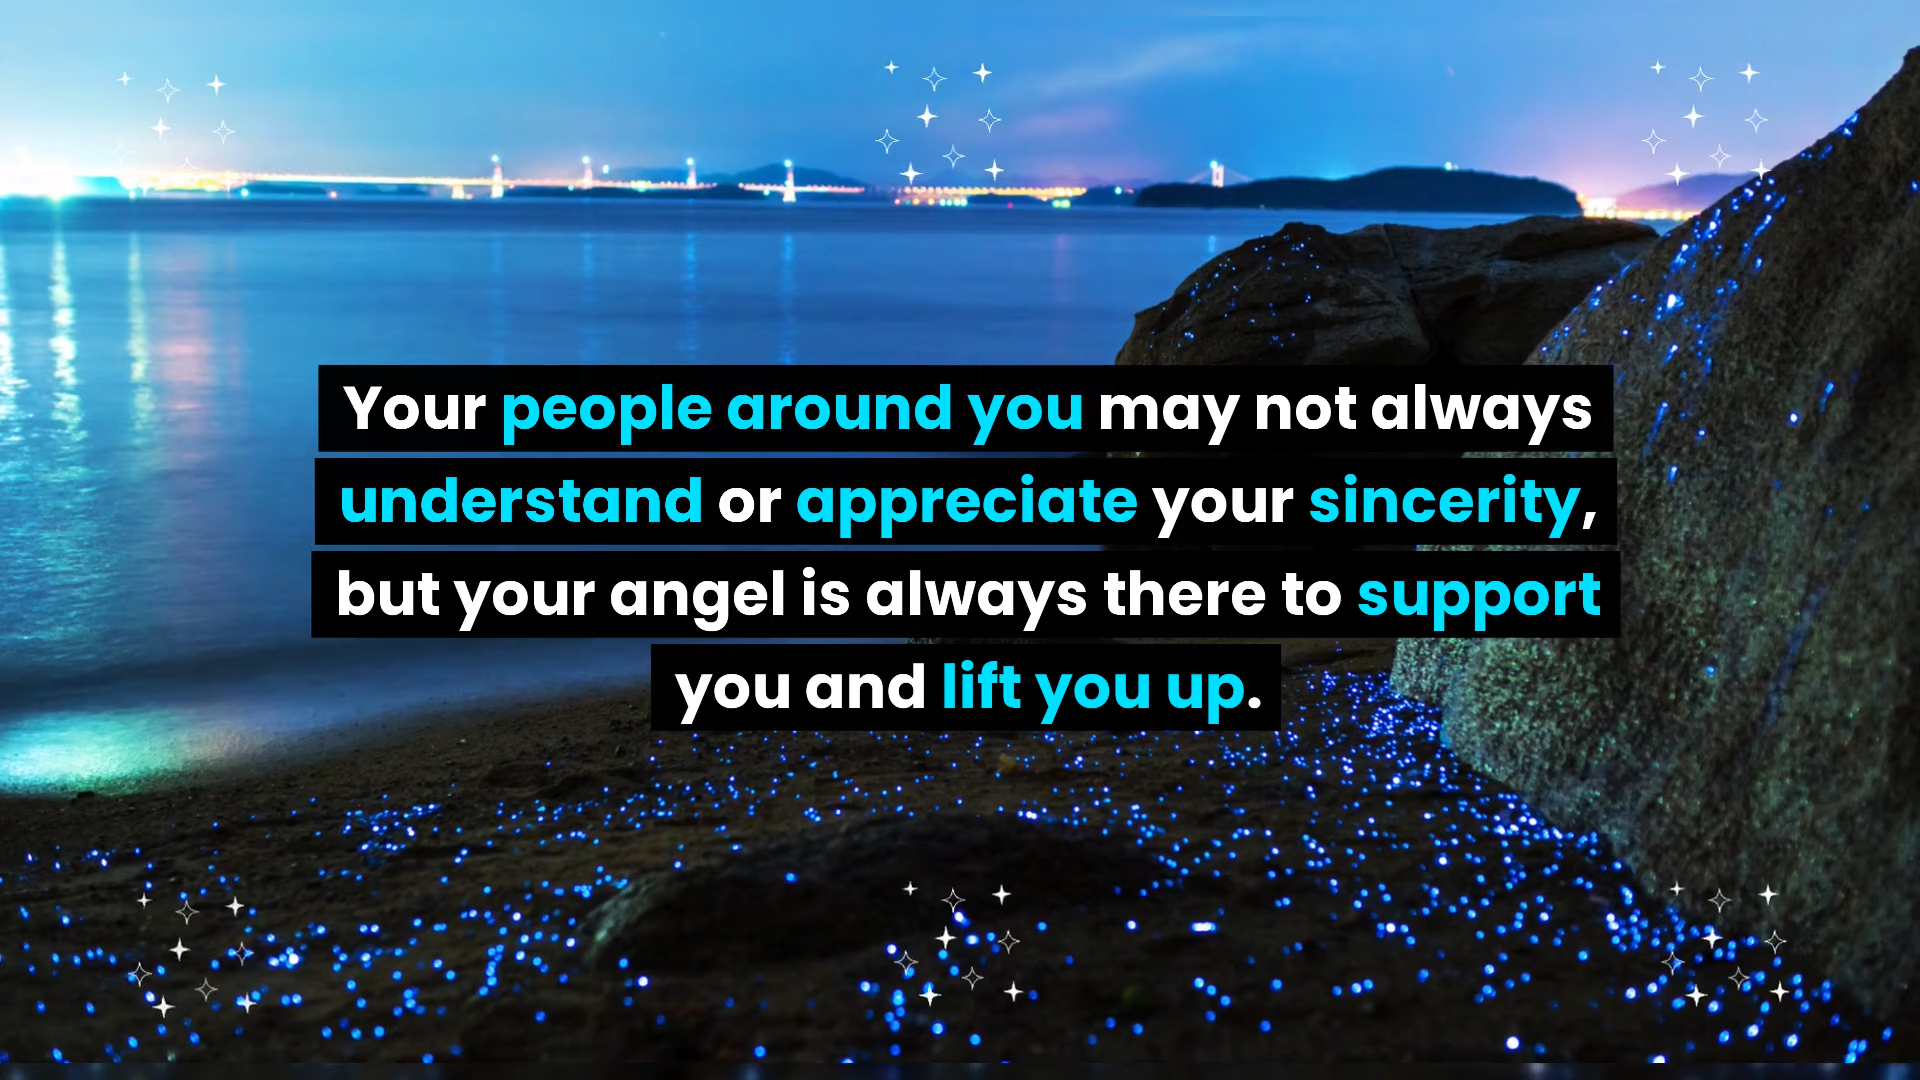 Your people around you may not always
understand or appreciate your sincerity,
but your angel is always there to support
you and lift you up.